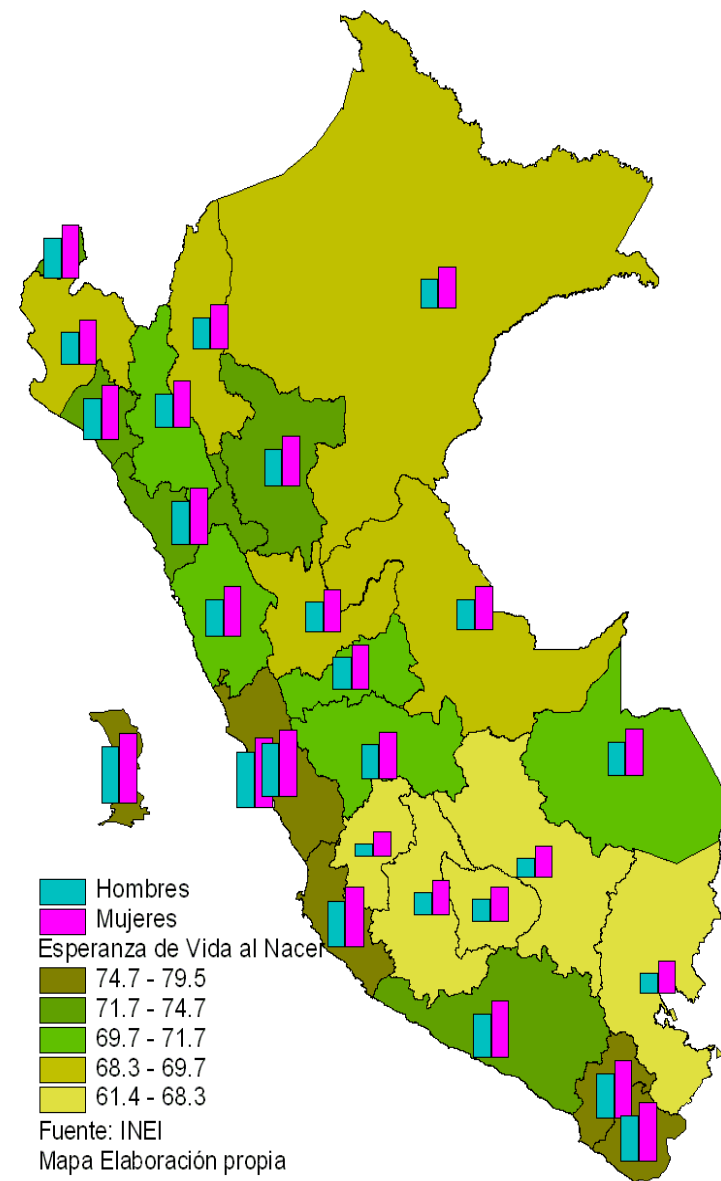 Hombres
Mujeres
Esperanza de Vida al Nacer
74.7 - 79.5
71.7 - 74.7
69.7 - 71.7
68.3 - 69.7
61.4 - 68.3
Fuente: INEI
Mapa Elaboración propia